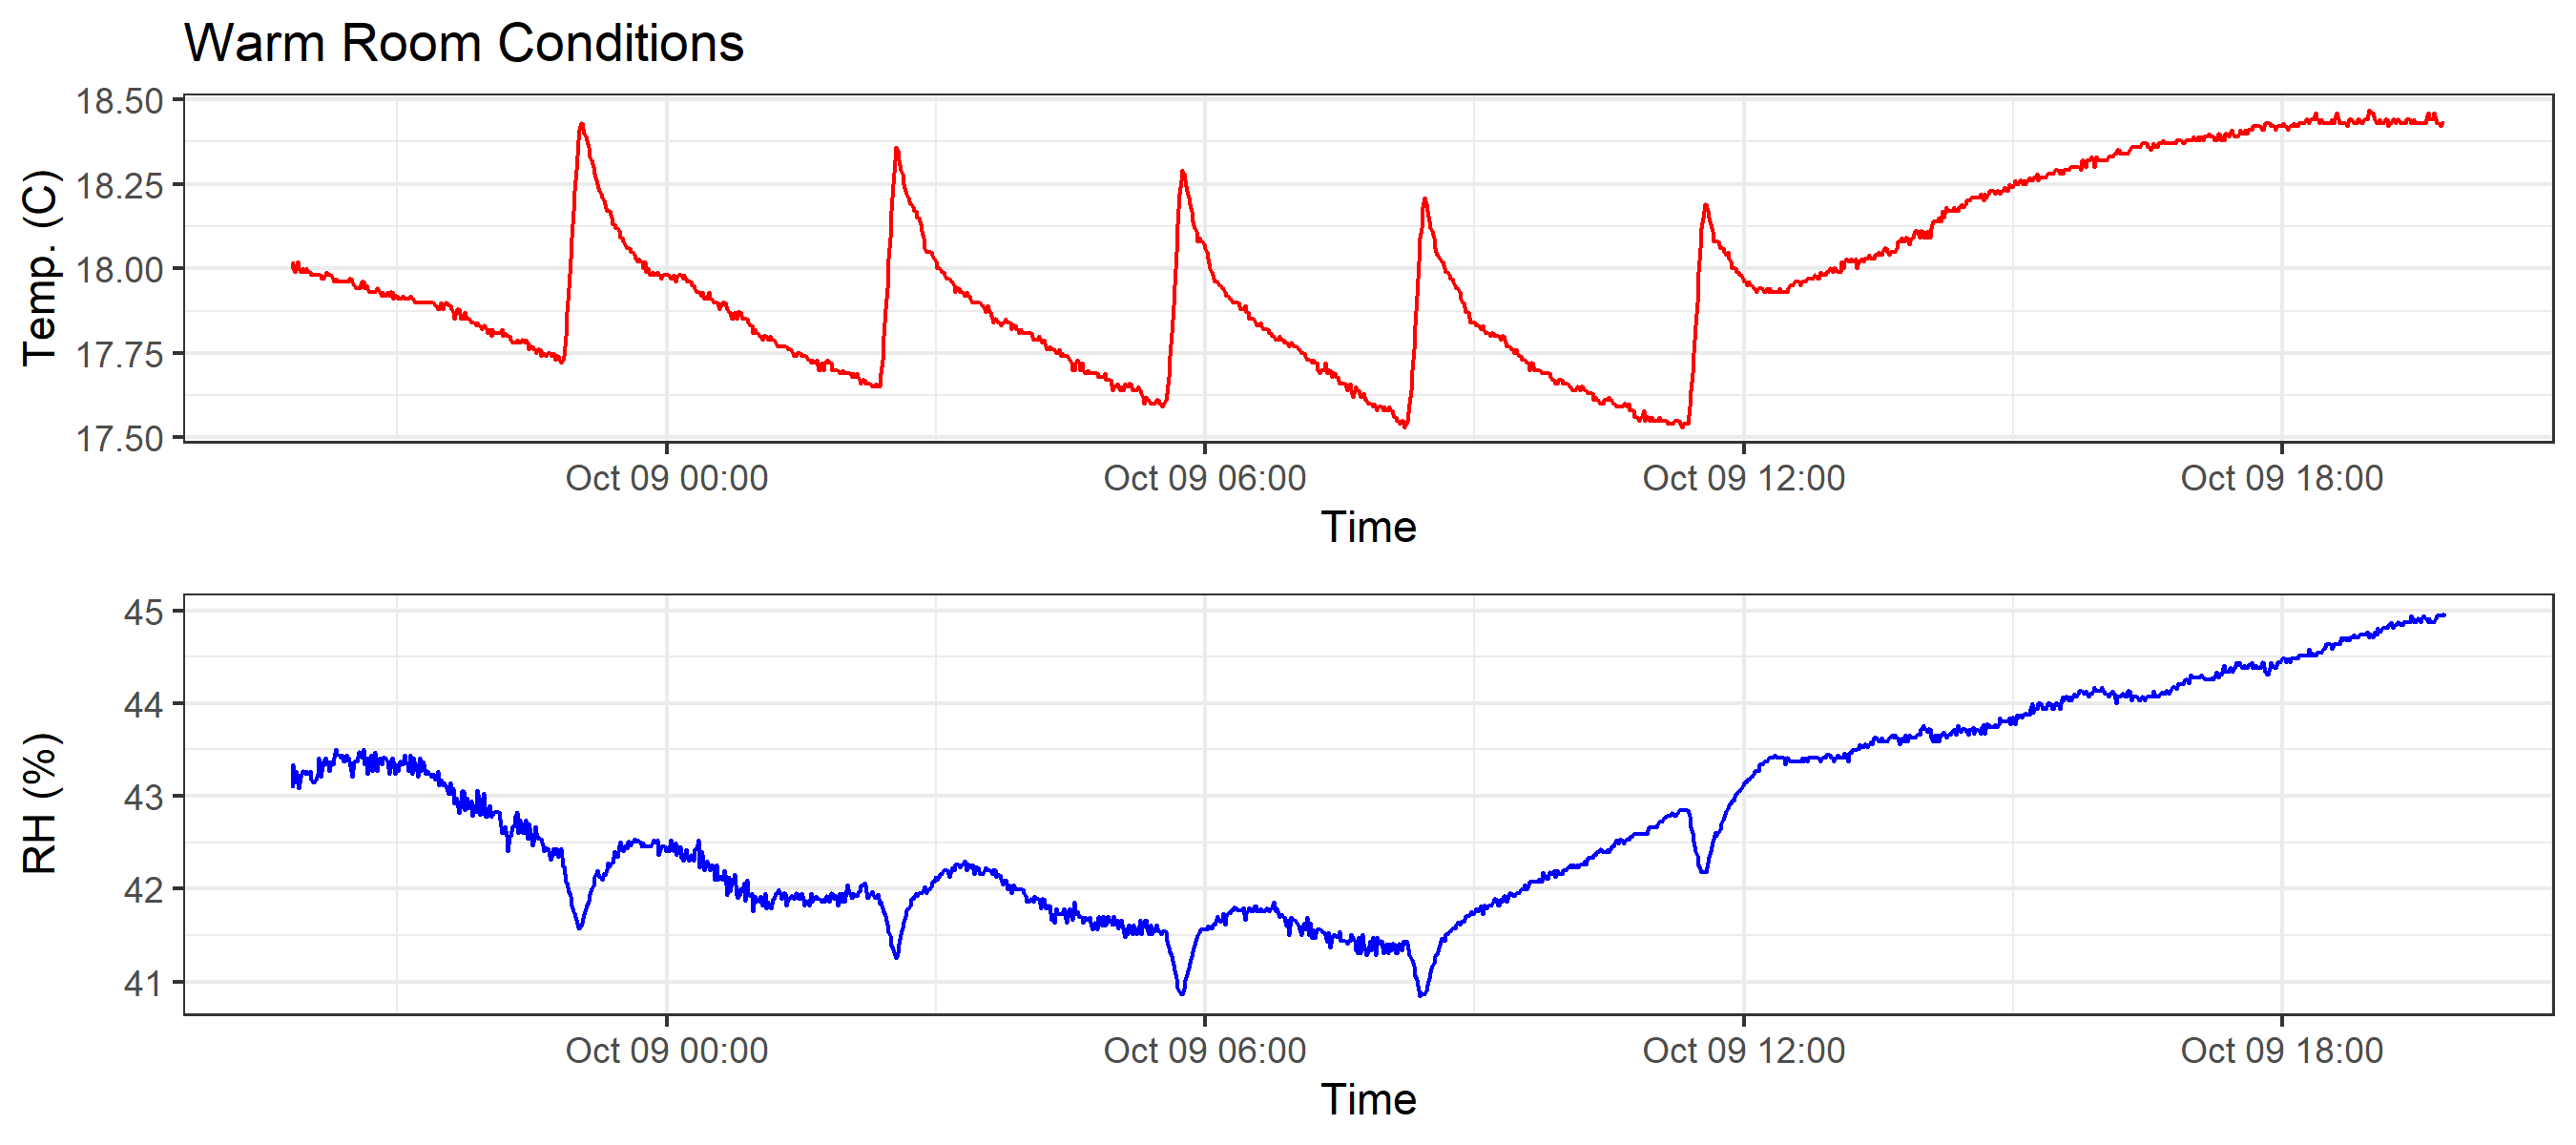 Warm Room Conditions
18.50
18.25
18.00
17.75
17.50
Temp. (C)
Oct 09 00:00 Oct 09 06:00 Oct 09 12:00 Oct 09 18:00
Time
45
44
43
42
41
RH (%)
Oct 09 00:00 Oct 09 06:00 Oct 09 12:00 Oct 09 18:00
Time